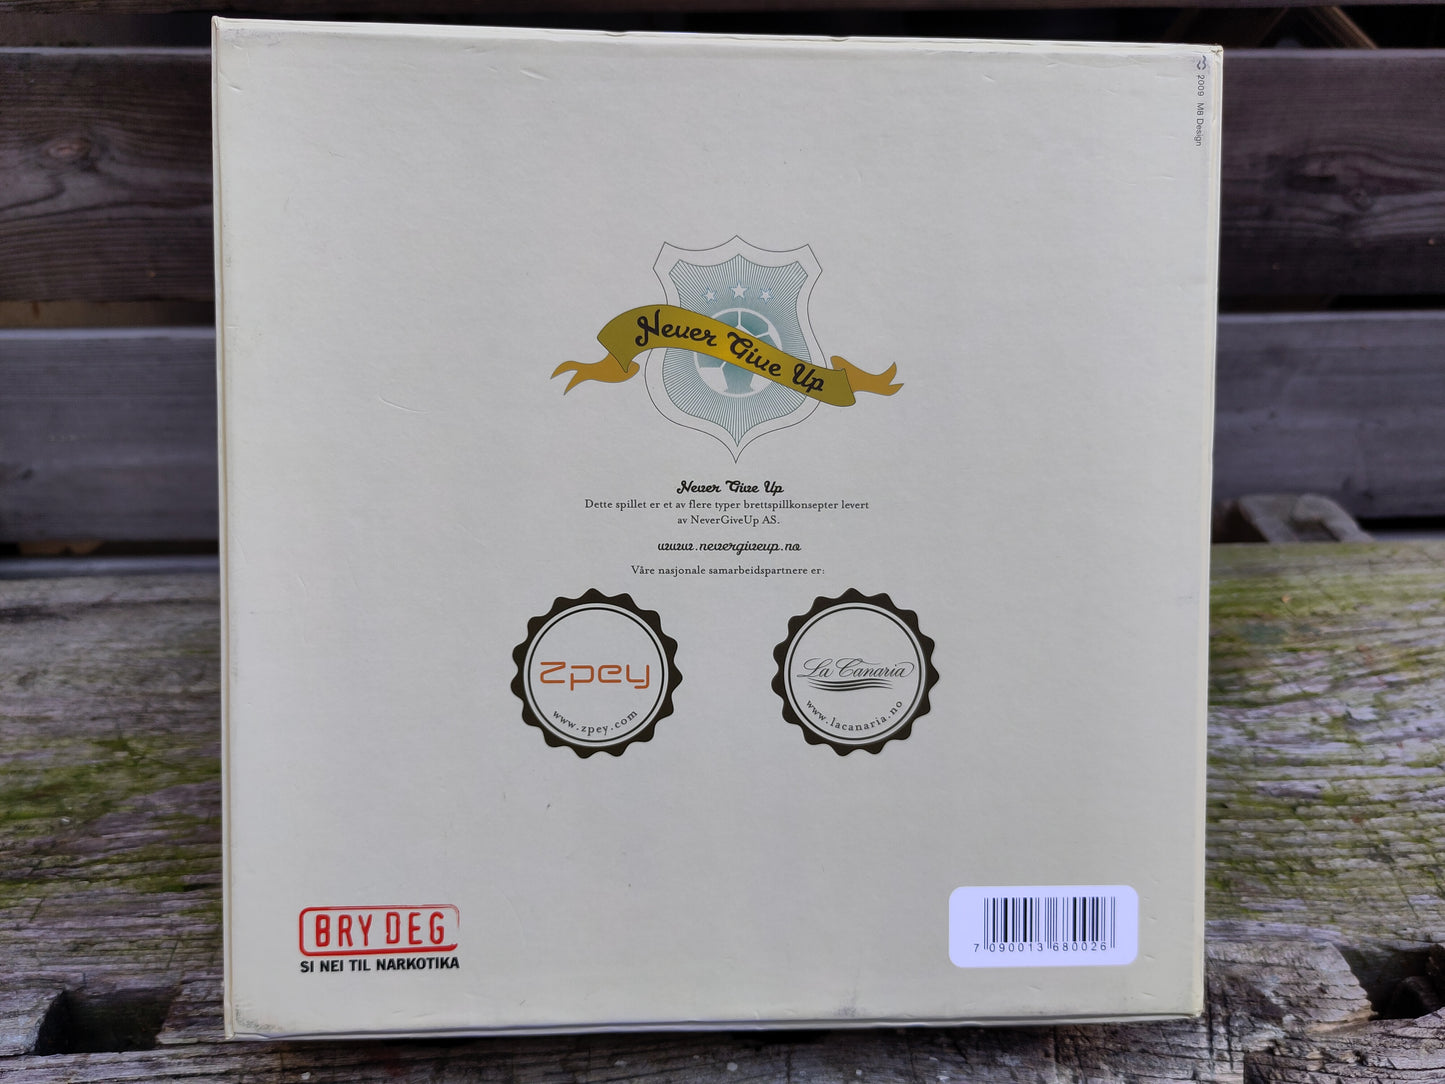 2009 MB Design
Never Give Up
Never Give Up
Dette spillet er et av flere typer brettspillkonsepter levert
av NeverGiveUp AS.
www.nevergiveup.no
Våre nasjonale samarbeidspartnere er:
Zpey
www.zpey.com
La Canaria
www.lacanaria.no
BRY DEG
SI NEI TIL NARKOTIKA
7 090013 680026